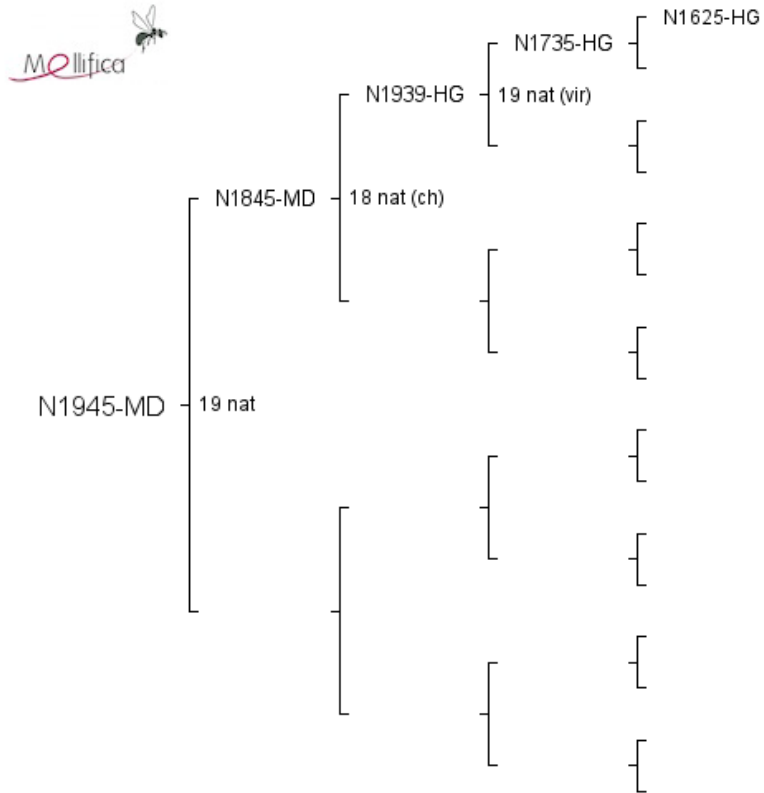 Mellifica
N1625-HG
N1735-HG
N1939-HG
19 nat (vir)
N1845-MD
18 nat (ch)
N1945-MD
19 nat